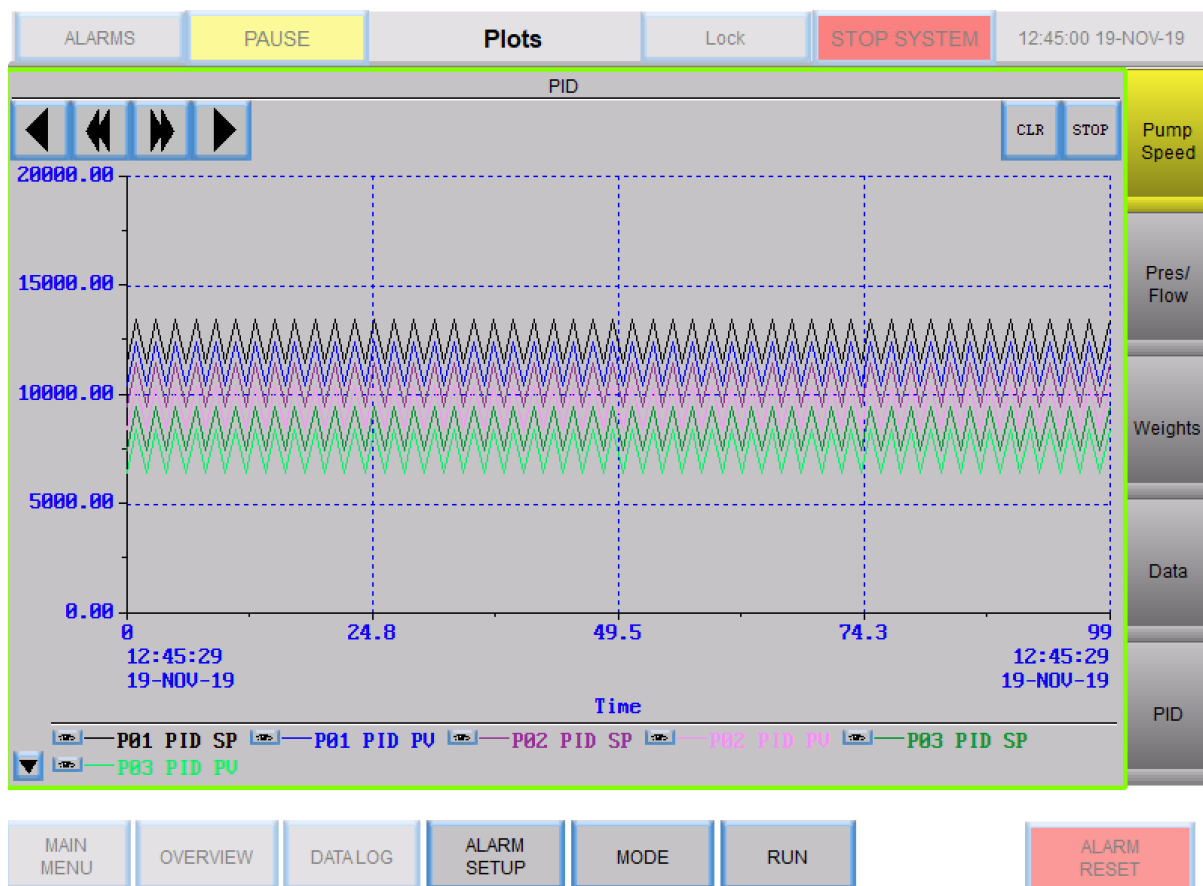 ALARMS PAUSE Plots Lock STOP SYSTEM 12:45:00 19-NOV-19
PID
CLR STOP
Pump
Speed
Pres/
Flow
Weights
Data
PID
20000.00
15000.00
10000.00
5000.00
0.00
0 24.8 49.5 74.3 99
12:45:29 12:45:29
19-NOV-19 19-NOV-19
Time
P01 PID SP P01 PID PV P02 PID SP P02 PID PV P03 PID SP
P03 PID PV
MAIN
MENU
OVERVIEW
DATA LOG
ALARM
SETUP
MODE
RUN
ALARM
RESET